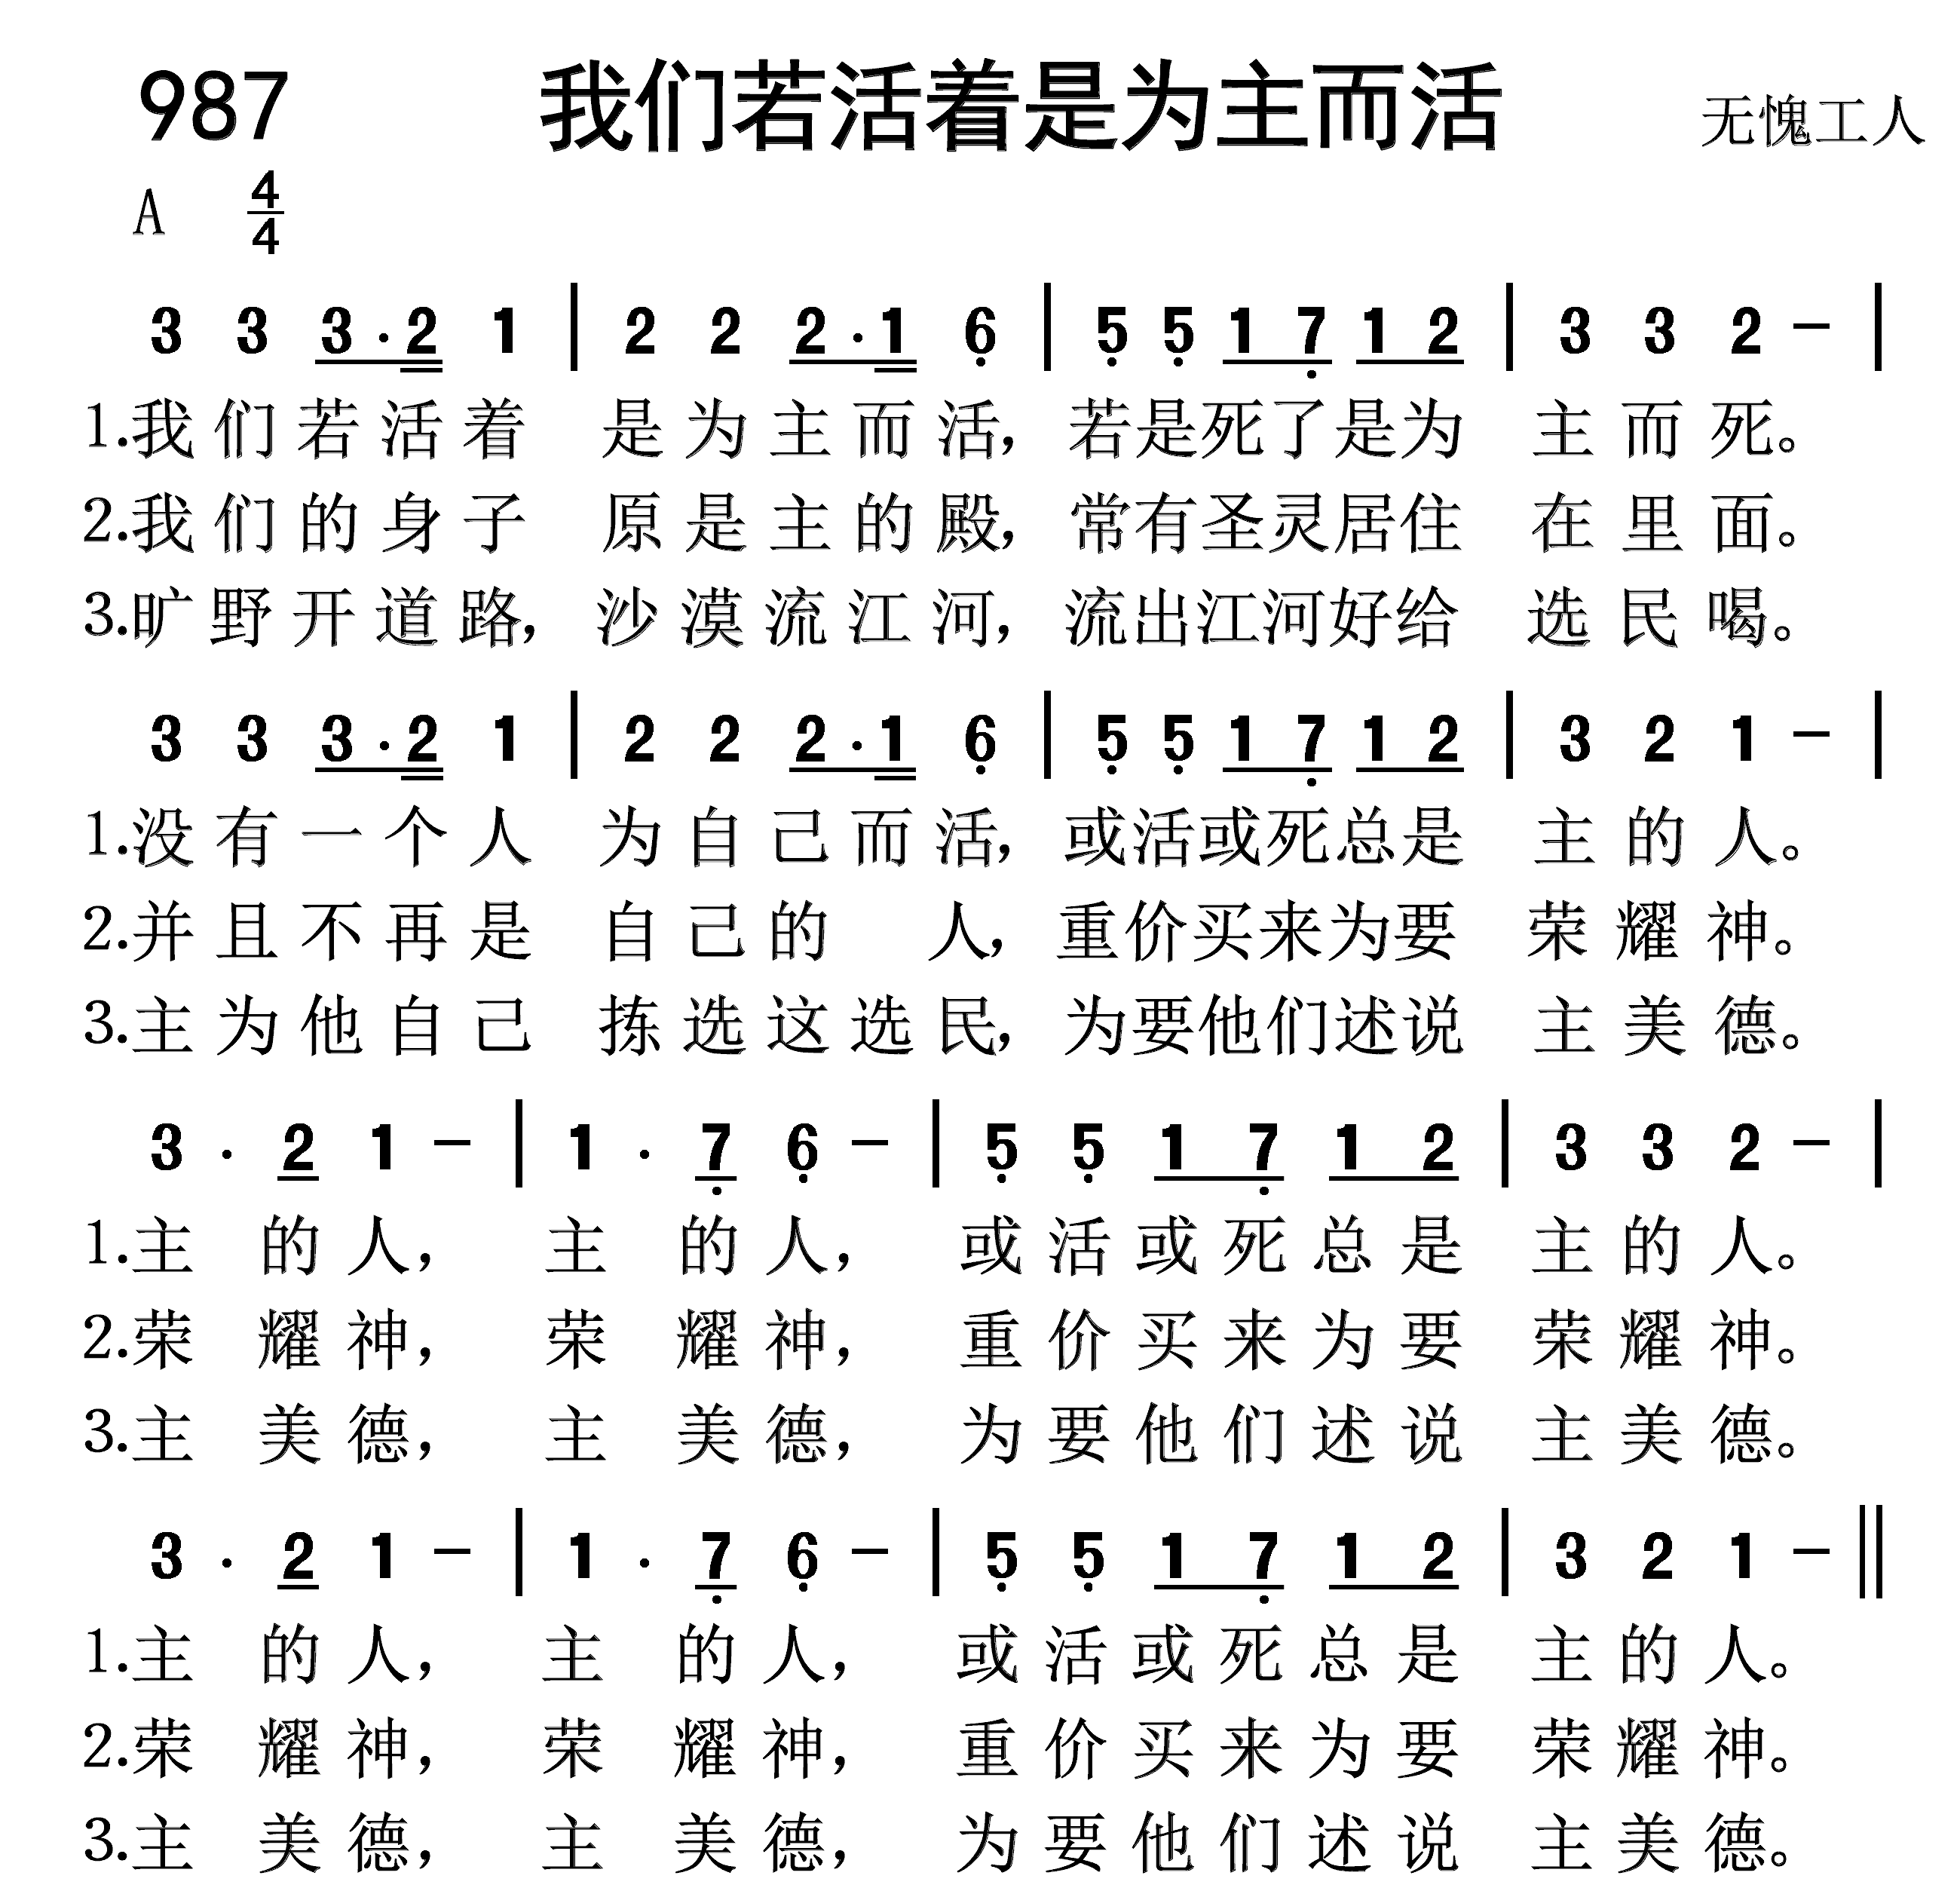 987 我们若活着是为主而活 无愧工人
A 4/4
3 3 3·2 1 | 2 2 2·1 6 | 5 5 1 7 1 2 | 3 3 2 – |
1.我们若活着 是为主而活，若是死了是为 主而死。
2.我们的身子 原是主的殿，常有圣灵居住 在里面。
3.旷野开道路，沙漠流江河，流出江河好给 选民喝。
3 3 3·2 1 | 2 2 2·1 6 | 5 5 1 7 1 2 | 3 2 1 – |
1.没有一个人 为自己而活，或活或死总是 主的人。
2.并且不再是 自己的 人，重价买来为要 荣耀神。
3.主为他自己 拣选这选民，为要他们述说 主美德。
3 · 2 1 – | 1 · 7 6 – | 5 5 1 7 1 2 | 3 3 2 – |
1.主 的人， 主 的人， 或活或死总是 主的人。
2.荣 耀神， 荣 耀神， 重价买来为要 荣耀神。
3.主 美德， 主 美德， 为要他们述说 主美德。
3 · 2 1 – | 1 · 7 6 – | 5 5 1 7 1 2 | 3 2 1 – ‖
1.主 的人， 主 的人， 或活或死总是 主的人。
2.荣 耀神， 荣 耀神， 重价买来为要 荣耀神。
3.主 美德， 主 美德， 为要他们述说 主美德。